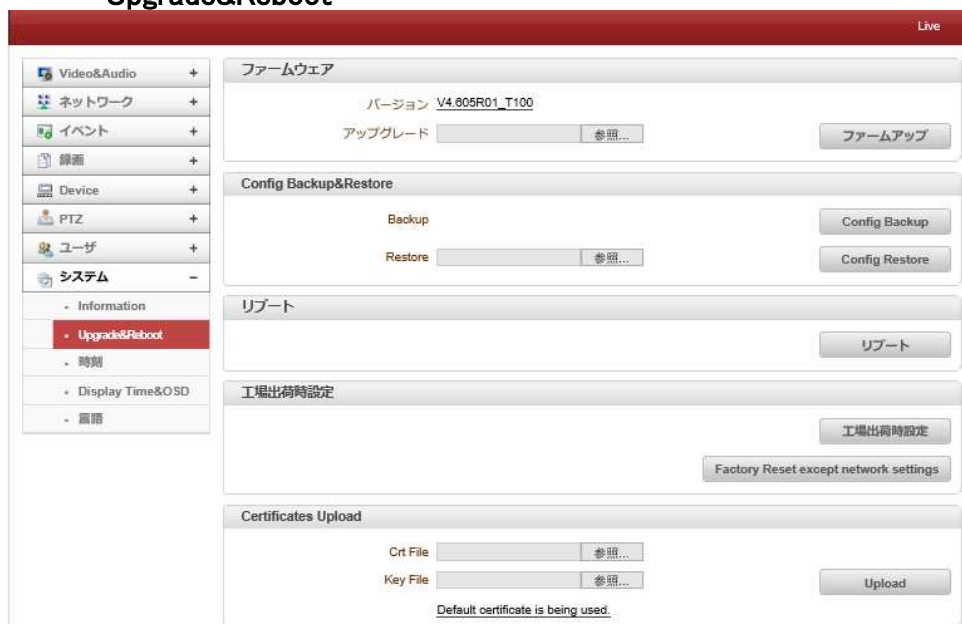 Upgrade&Reboot
Live
Video&Audio +
ネットワーク +
イベント +
録画 +
Device +
PTZ +
ユーザ +
システム -
- Information
- Upgrade&Reboot
- 時刻
- Display Time&OSD
- 言語
ファームウェア
バージョン V4.605R01_T100
アップグレード 参照... ファームアップ
Config Backup&Restore
Backup Config Backup
Restore 参照... Config Restore
リブート
リブート
工場出荷時設定
工場出荷時設定
Factory Reset except network settings
Certificates Upload
Crt File 参照...
Key File 参照... Upload
Default certificate is being used.